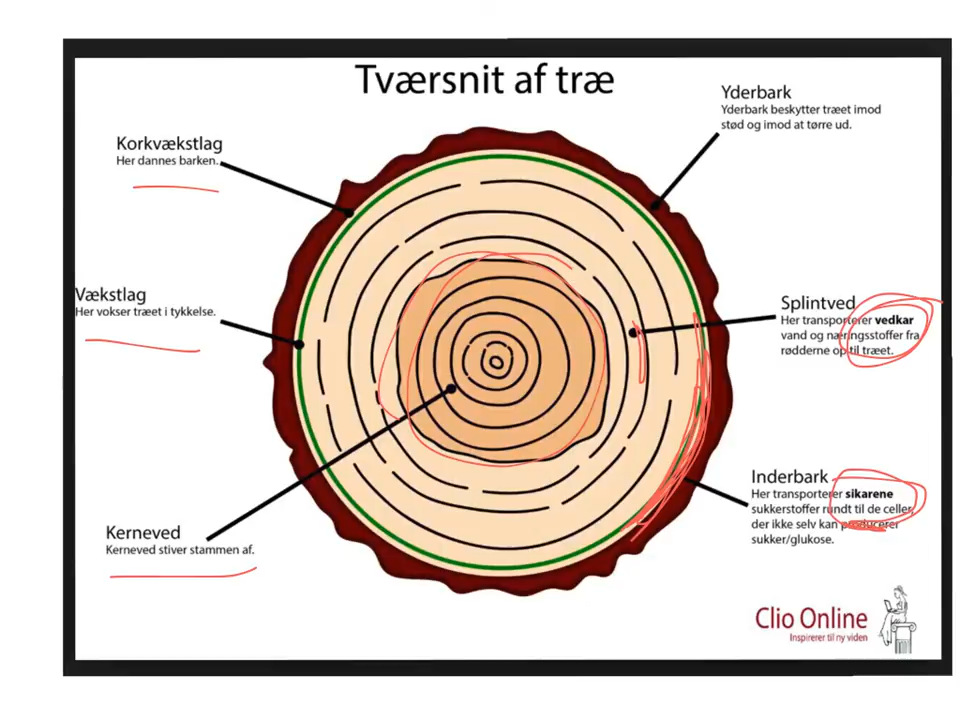 Tværsnit af træ
Korkvækstlag
Her dannes barken.
Yderbark
Yderbark beskytter træet imod
stød og imod at tørre ud.
Vækstlag
Her vokser træet i tykkelse.
Splintved
Her transporterer vedkar
vand og næringsstoffer fra
rødderne op til træet.
Kerneved
Kerneved stiver stammen af.
Inderbark
Her transporterer sikarene
sukkerstoffer rundt til de celler,
der ikke selv kan producerer
sukker/glukose.
Clio Online
Inspirerer til ny viden